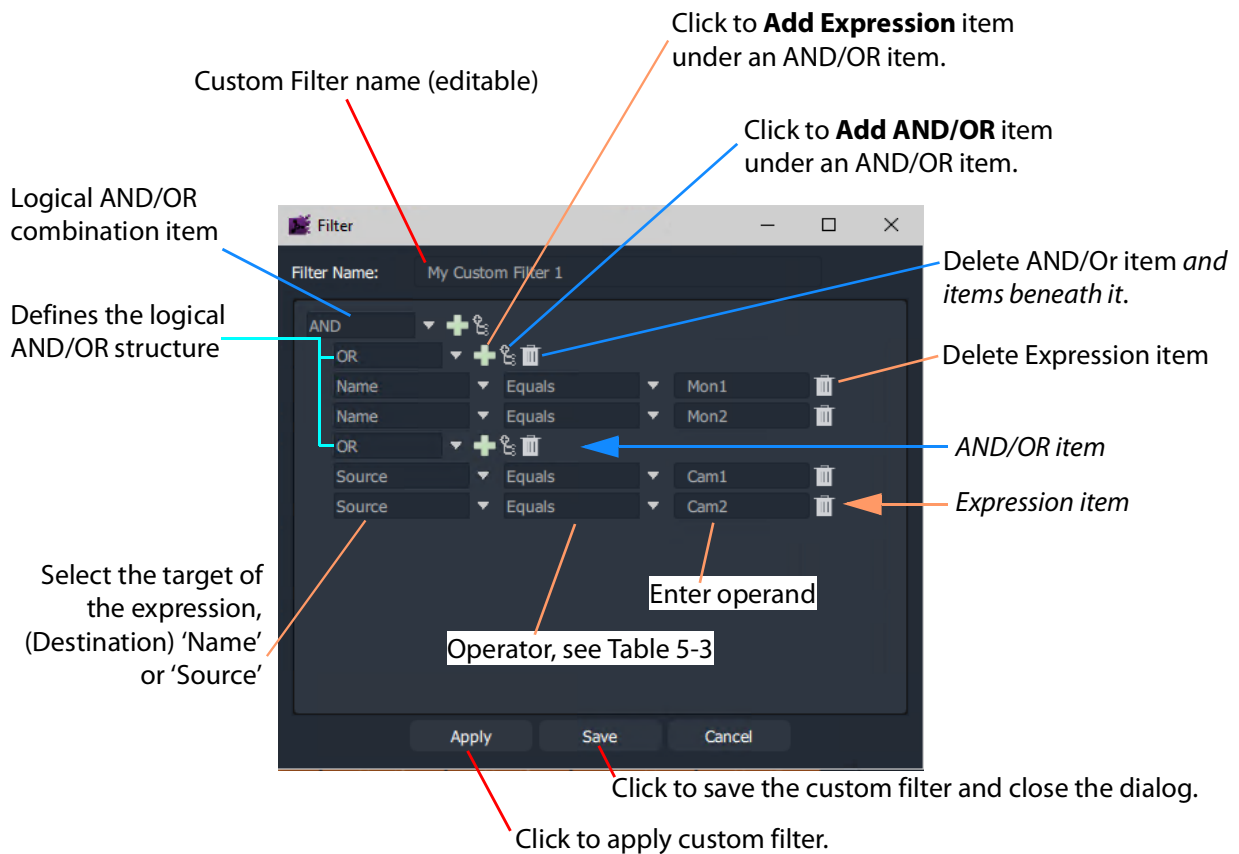 Click to Add Expression item
under an AND/OR item.
Custom Filter name (editable)
Click to Add AND/OR item
under an AND/OR item.
Logical AND/OR
combination item
Filter
Filter Name: My Custom Filter 1
Delete AND/Or item and
items beneath it.
Defines the logical
AND/OR structure
AND
OR
Delete Expression item
Name Equals Mon1
Name Equals Mon2
OR
AND/OR item
Source Equals Cam1
Source Equals Cam2
Expression item
Select the target of
the expression,
(Destination) ‘Name’
or ‘Source’
Enter operand
Operator, see Table 5-3
Apply Save Cancel
Click to save the custom filter and close the dialog.
Click to apply custom filter.